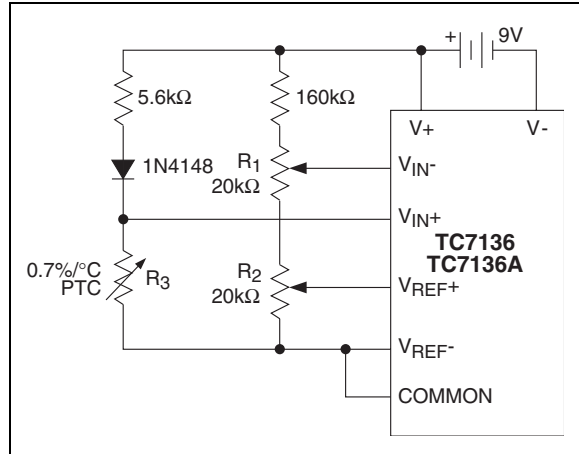 + 9V
5.6kΩ
160kΩ
V+
V-
1N4148
R1
20kΩ
VIN-
VIN+
TC7136
TC7136A
0.7%/°C
PTC
R3
R2
20kΩ
VREF+
VREF-
COMMON